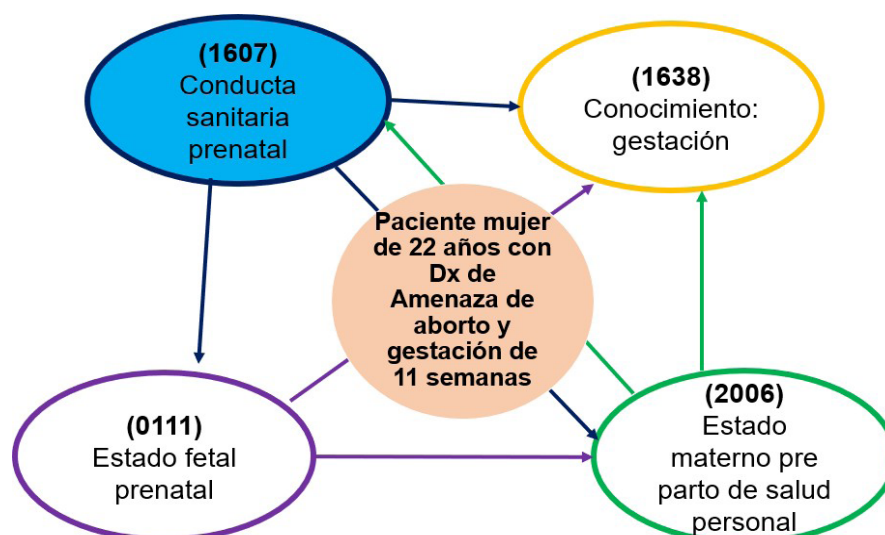 (1607)
Conducta
sanitaria
prenatal
(1638)
Conocimiento:
gestación
Paciente mujer
de 22 años con
Dx de
Amenaza de
aborto y
gestación de
11 semanas
(0111)
Estado fetal
prenatal
(2006)
Estado
materno pre
parto de salud
personal